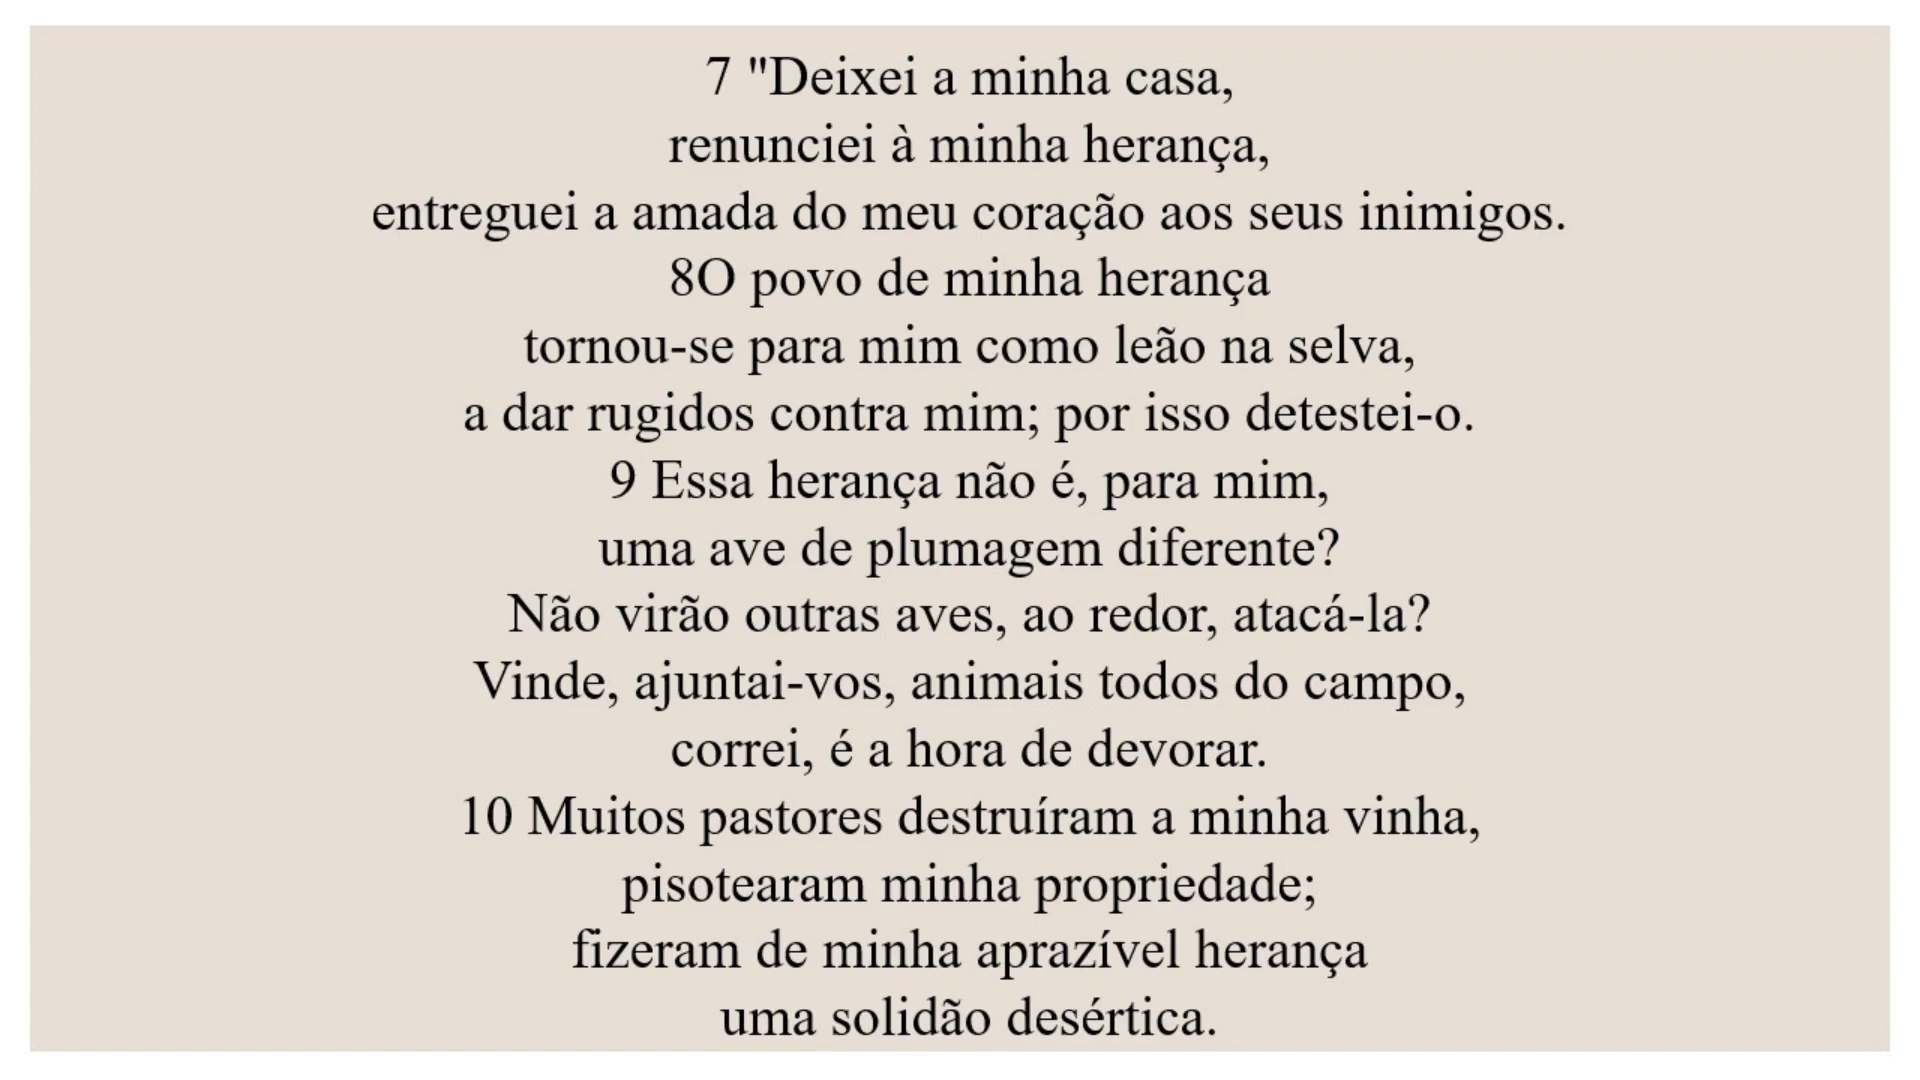 7 "Deixei a minha casa,
renunciei à minha herança,
entreguei a amada do meu coração aos seus inimigos.
8O povo de minha herança
tornou-se para mim como leão na selva,
a dar rugidos contra mim; por isso detestei-o.
9 Essa herança não é, para mim,
uma ave de plumagem diferente?
Não virão outras aves, ao redor, atacá-la?
Vinde, ajuntai-vos, animais todos do campo,
correi, é a hora de devorar.
10 Muitos pastores destruíram a minha vinha,
pisotearam minha propriedade;
fizeram de minha aprazível herança
uma solidão desértica.